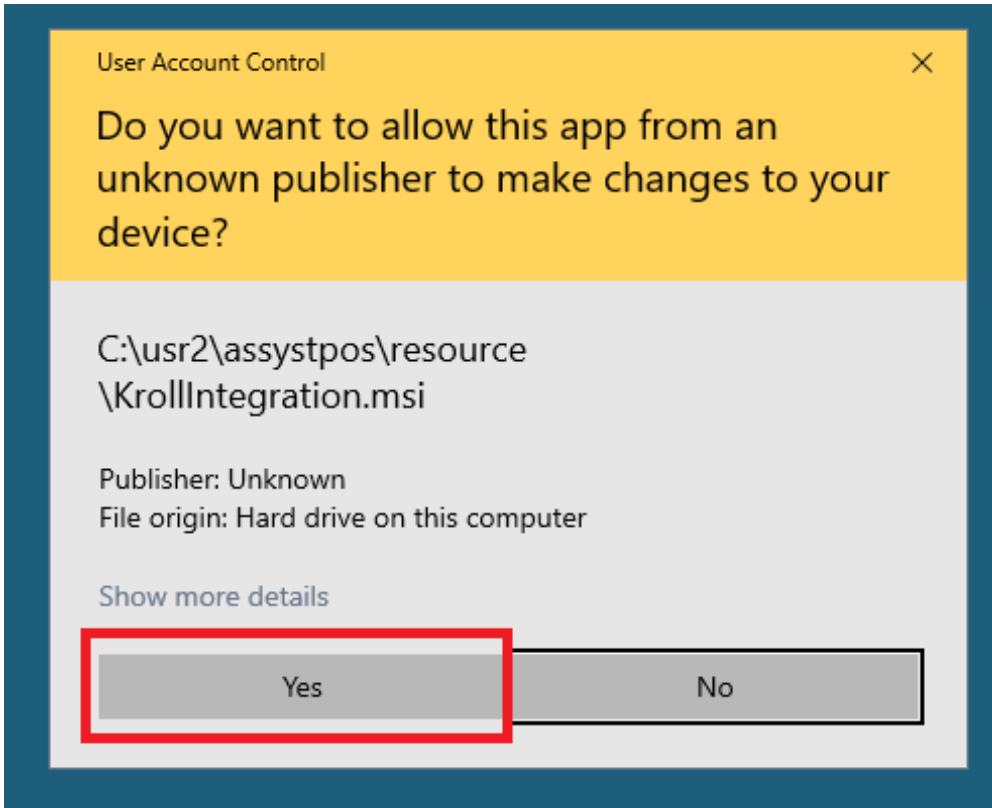 User Account Control
Do you want to allow this app from an
unknown publisher to make changes to your
device?
C:\usr2\assystpos\resource
\KrollIntegration.msi
Publisher: Unknown
File origin: Hard drive on this computer
Show more details
Yes
No